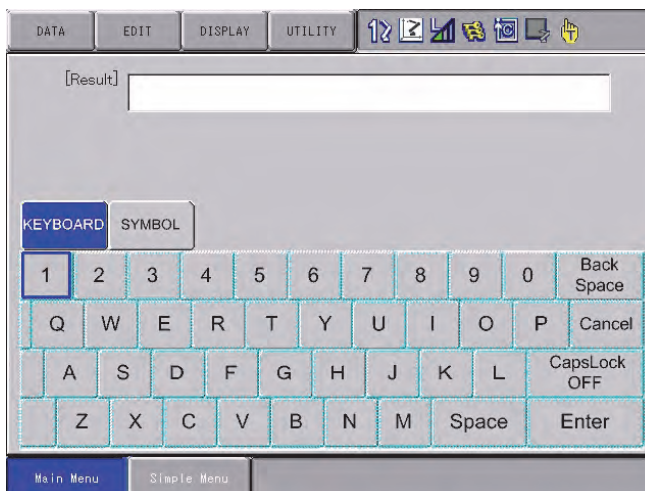 DATA EDIT DISPLAY UTILITY
[Result]
KEYBOARD SYMBOL
1 2 3 4 5 6 7 8 9 0 Back Space
Q W E R T Y U I O P Cancel
A S D F G H J K L CapsLock OFF
Z X C V B N M Space Enter
Main Menu Simple Menu